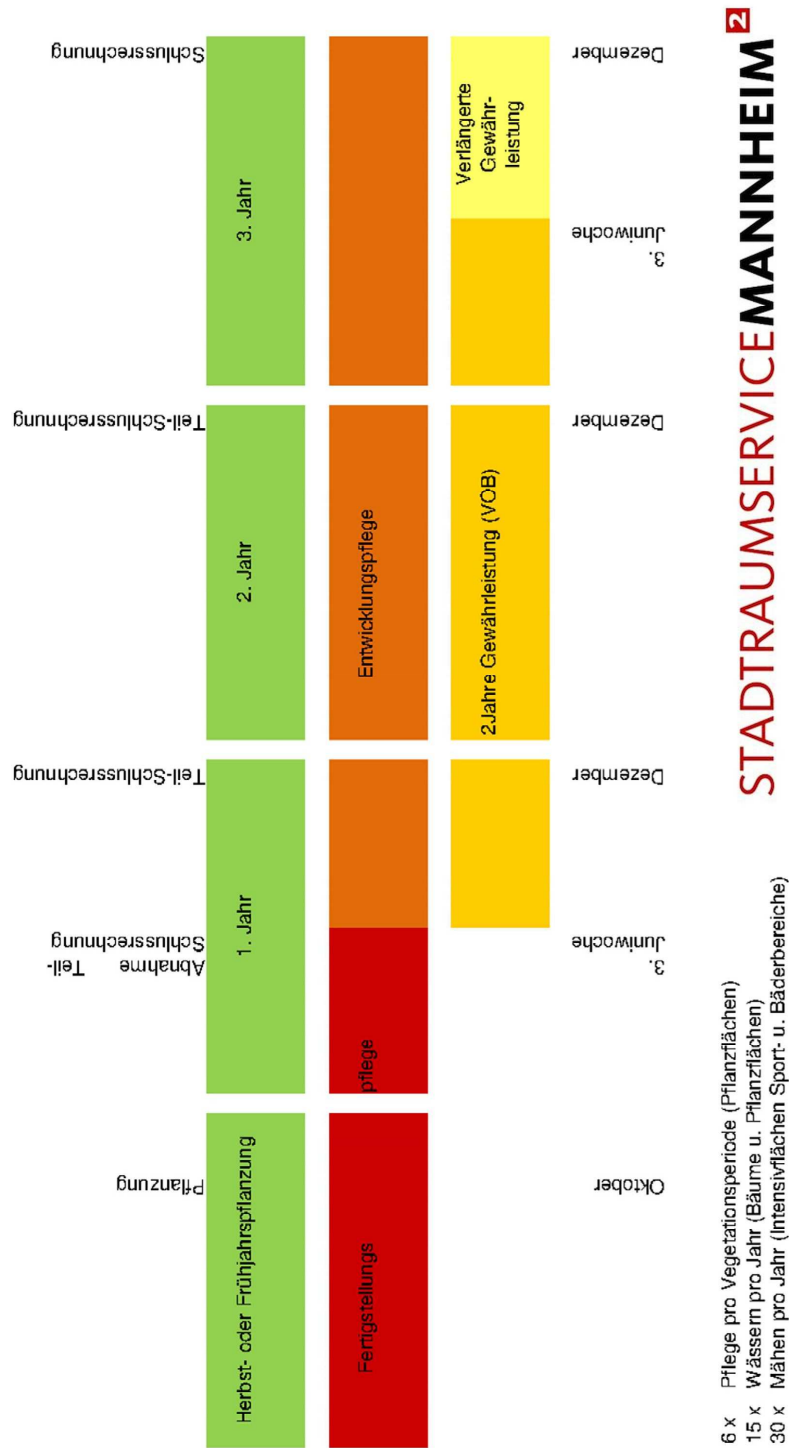 Pflanzung
Abnahme Teil-
Schlussrechnung
Teil-Schlussrechnung
Teil-Schlussrechnung
Schlussrechnung
Herbst- oder Frühjahrspflanzung
1. Jahr
2. Jahr
3. Jahr
Fertigstellungs
pflege
Entwicklungspflege
2Jahre Gewährleistung (VOB)
Verlängerte
Gewähr-
leistung
Oktober
3.
Juniwoche
Dezember
Dezember
3.
Juniwoche
Dezember
6 x Pflege pro Vegetationsperiode (Pflanzflächen)
15 x Wässern pro Jahr (Bäume u. Pflanzflächen)
30 x Mähen pro Jahr (Intensivflächen Sport- u. Bäderbereiche)
STADTRAUMSERVICEMANNHEIM2